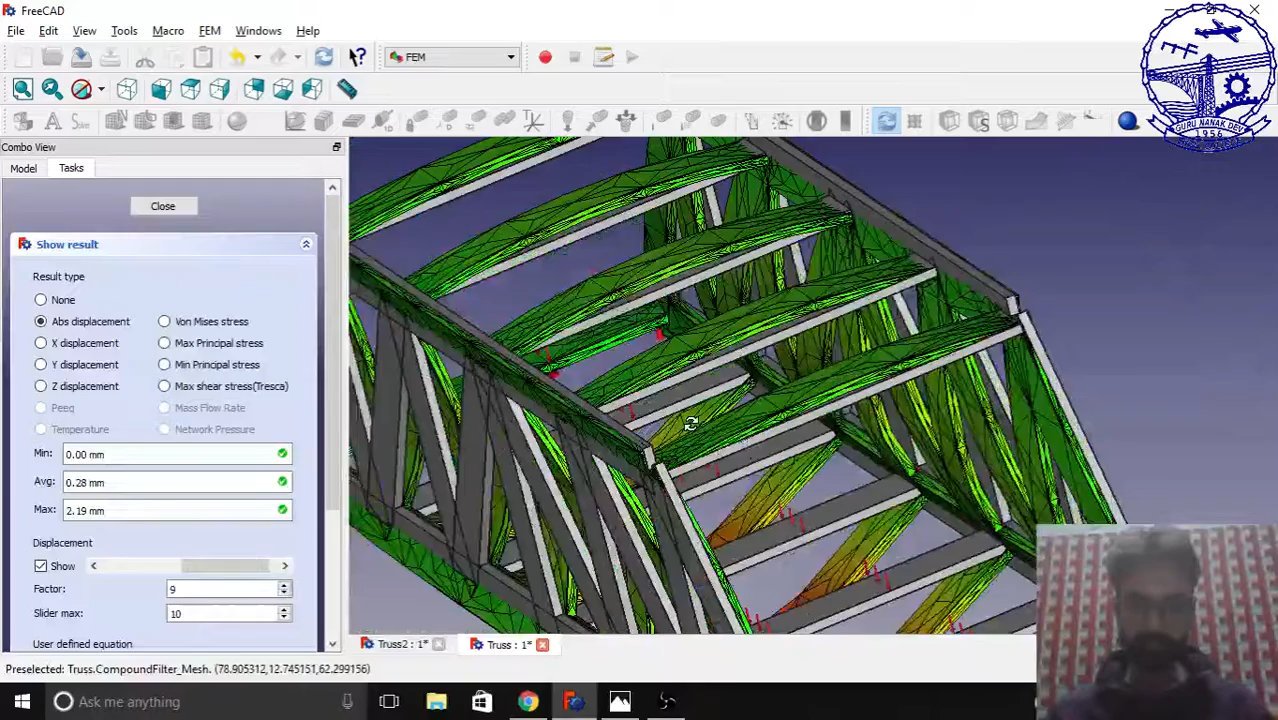 FreeCAD
File Edit View Tools Macro FEM Windows Help
FEM
Combo View
Model Tasks
Close
Show result
Result type
None
Abs displacement Von Mises stress
X displacement Max Principal stress
Y displacement Min Principal stress
Z displacement Max shear stress(Tresca)
Peeq Mass Flow Rate
Temperature Network Pressure
Min: 0.00 mm
Avg: 0.28 mm
Max: 2.19 mm
Displacement
Show
Factor: 9
Slider max: 10
User defined equation
Truss2 : 1* Truss : 1*
Preselected: Truss.CompoundFilter_Mesh. (78.905312,12.745151,62.299156)
Ask me anything
GURU NANAK DEV
1956